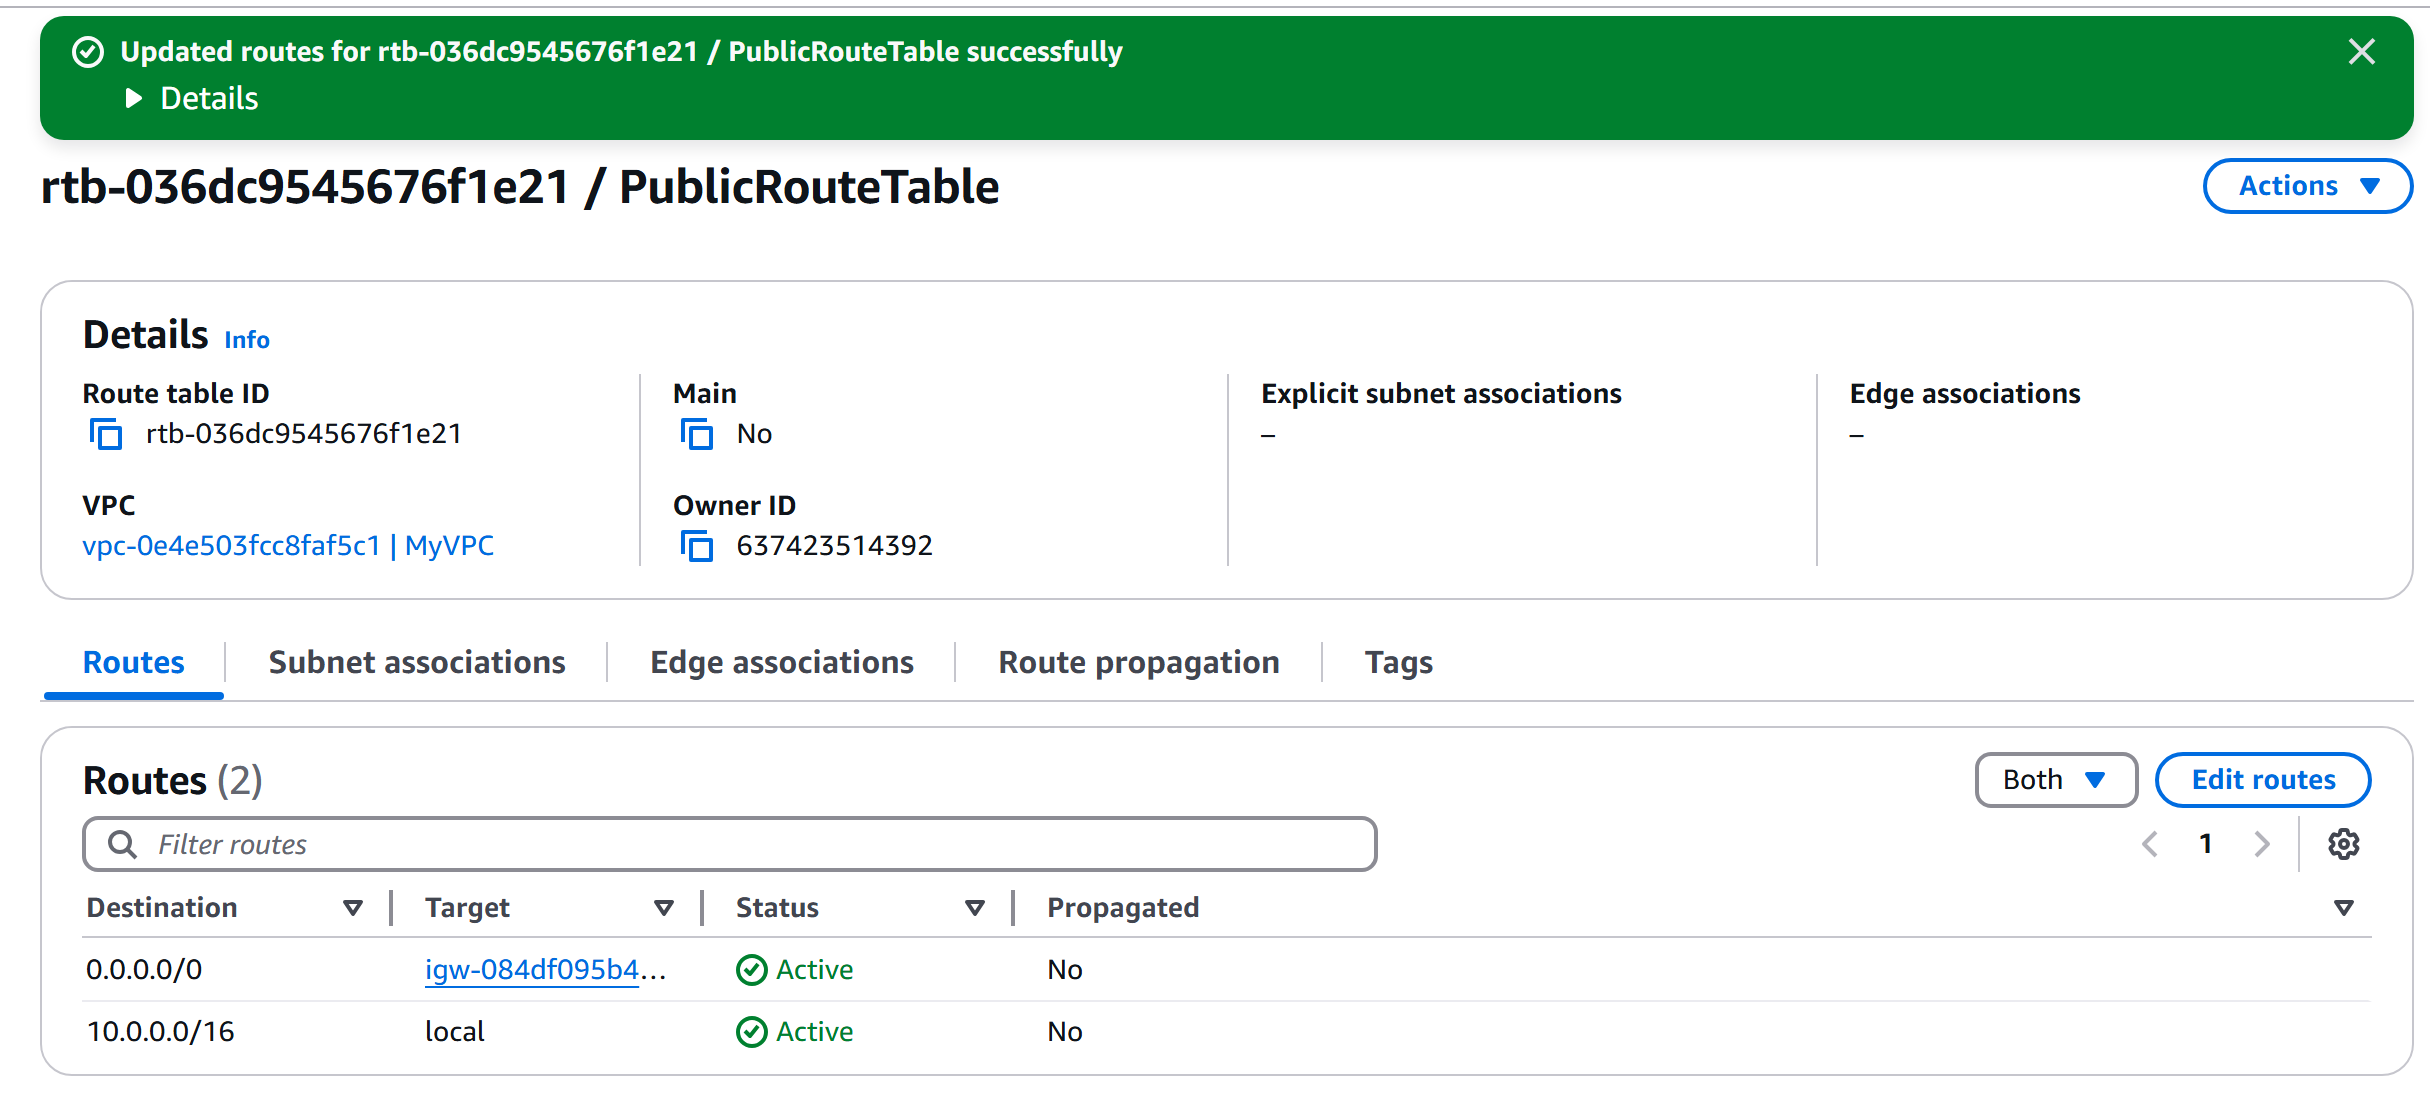 Updated routes for rtb-036dc9545676f1e21 / PublicRouteTable successfully
Details
rtb-036dc9545676f1e21 / PublicRouteTable
Actions
Details Info
Route table ID
rtb-036dc9545676f1e21
Main
No
Explicit subnet associations
–
Edge associations
–
VPC
vpc-0e4e503fcc8faf5c1 | MyVPC
Owner ID
637423514392
Routes
Subnet associations
Edge associations
Route propagation
Tags
Routes (2)
Both
Edit routes
Filter routes
1
Destination Target Status Propagated
0.0.0.0/0 igw-084df095b4... Active No
10.0.0.0/16 local Active No